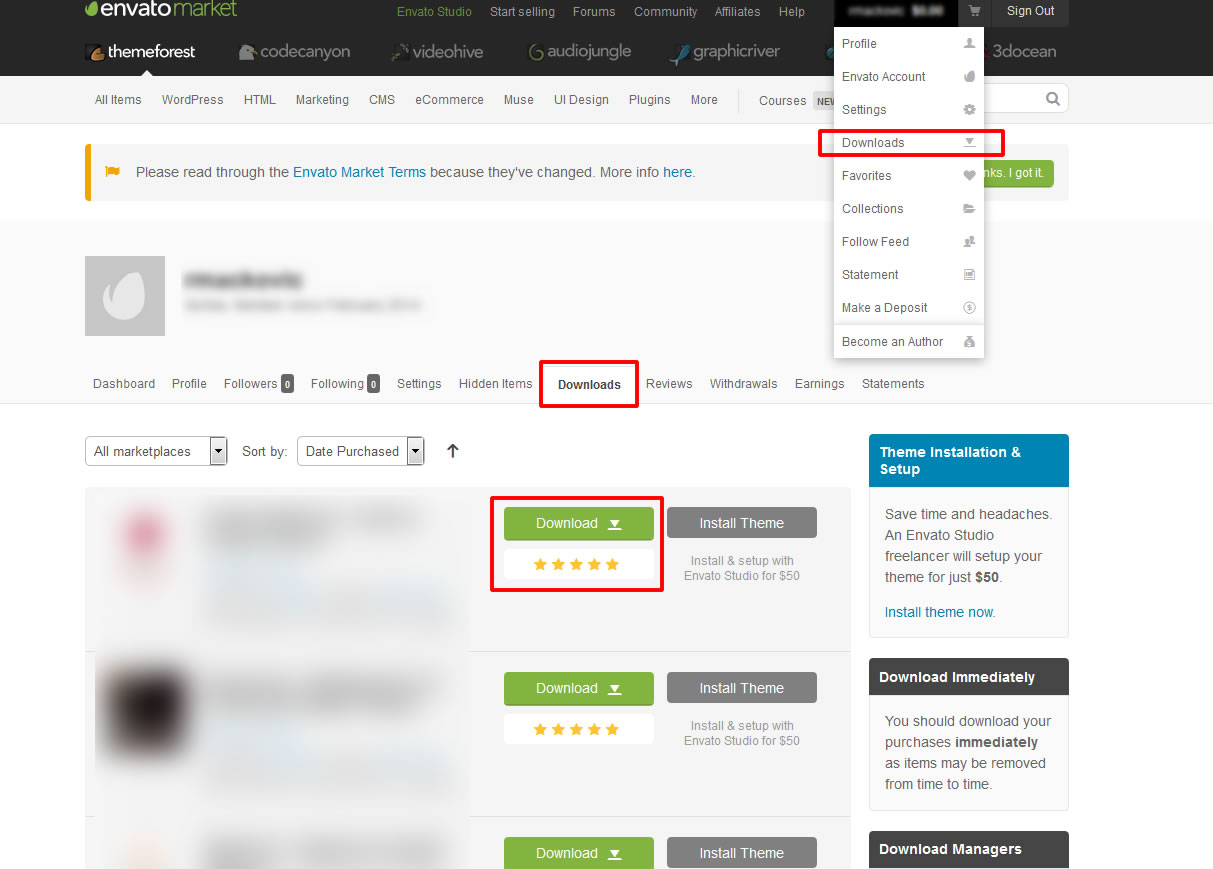 envato market
Envato Studio Start selling Forums Community Affiliates Help
$0.00
Sign Out
themeforest codecanyon videohive audiojungle graphicriver 3docean
All Items WordPress HTML Marketing CMS eCommerce Muse UI Design Plugins More Courses NEW
Profile
Envato Account
Settings
Downloads
Favorites
Collections
Follow Feed
Statement
Make a Deposit
Become an Author
Please read through the Envato Market Terms because they've changed. More info here.
nks. I got it.
Dashboard Profile Followers 0 Following 0 Settings Hidden Items Downloads Reviews Withdrawals Earnings Statements
All marketplaces Sort by: Date Purchased
Download Install Theme
Install & setup with
Envato Studio for $50
Download Install Theme
Install & setup with
Envato Studio for $50
Download Install Theme
Theme Installation &
Setup
Save time and headaches.
An Envato Studio
freelancer will setup your
theme for just $50.
Install theme now.
Download Immediately
You should download your
purchases immediately
as items may be removed
from time to time.
Download Managers